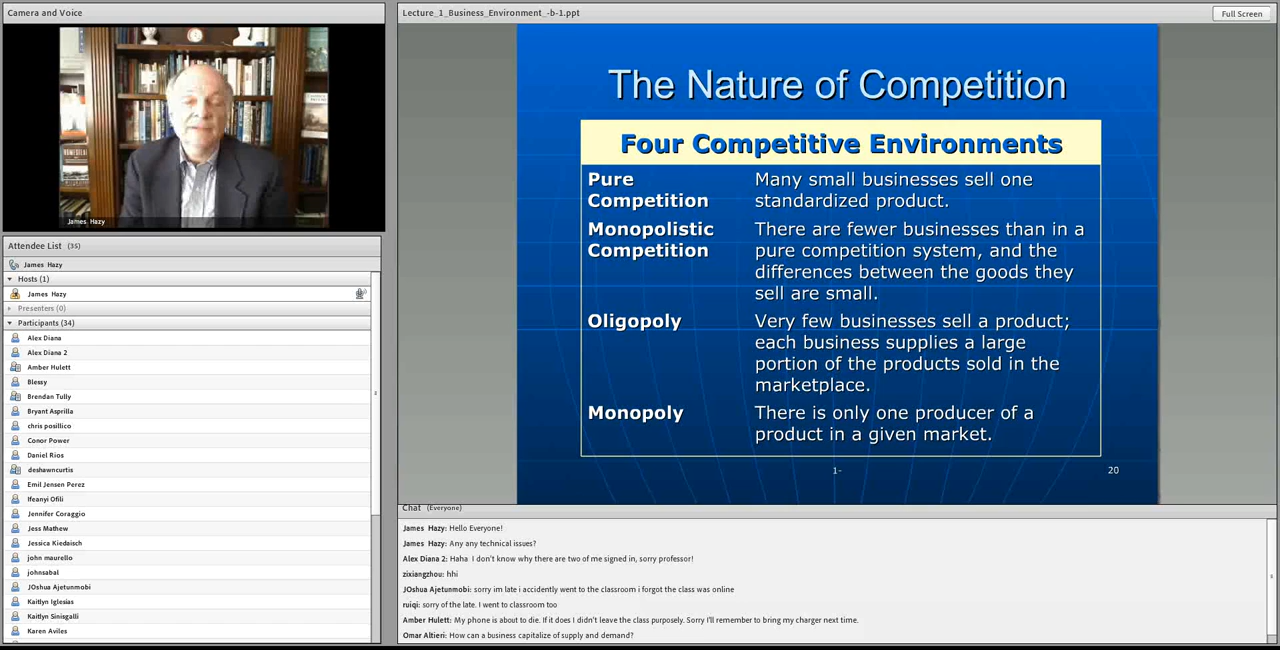 Camera and Voice
James Hazy
Attendee List (35)
James Hazy
Hosts (1)
James Hazy
Presenters (0)
Participants (34)
Alex Diana
Alex Diana 2
Amber Hulett
Blessy
Brendan Tully
Bryant Asprilla
chris posillico
Conor Power
Daniel Rios
deshawncurtis
Emil Jensen Perez
Ifeanyi Ofili
Jennifer Coraggio
Jess Mathew
Jessica Kiedaisch
john maurello
johnsabal
JOshua Ajetunmobi
Kaitlyn Iglesias
Kaitlyn Sinisgalli
Karen Aviles
Lecture_1_Business_Environment_-b-1.ppt
Full Screen
The Nature of Competition
Four Competitive Environments
Pure
Competition
Many small businesses sell one
standardized product.
Monopolistic
Competition
There are fewer businesses than in a
pure competition system, and the
differences between the goods they
sell are small.
Oligopoly
Very few businesses sell a product;
each business supplies a large
portion of the products sold in the
marketplace.
Monopoly
There is only one producer of a
product in a given market.
1-
20
Chat (Everyone)
James Hazy: Hello Everyone!
James Hazy: Any any technical issues?
Alex Diana 2: Haha I don't know why there are two of me signed in, sorry professor!
zixiangzhou: hhi
JOshua Ajetunmobi: sorry im late i accidently went to the classroom i forgot the class was online
ruiqi: sorry of the late. I went to classroom too
Amber Hulett: My phone is about to die. If it does I didn't leave the class purposely. Sorry I'll remember to bring my charger next time.
Omar Altieri: How can a business capitalize of supply and demand?